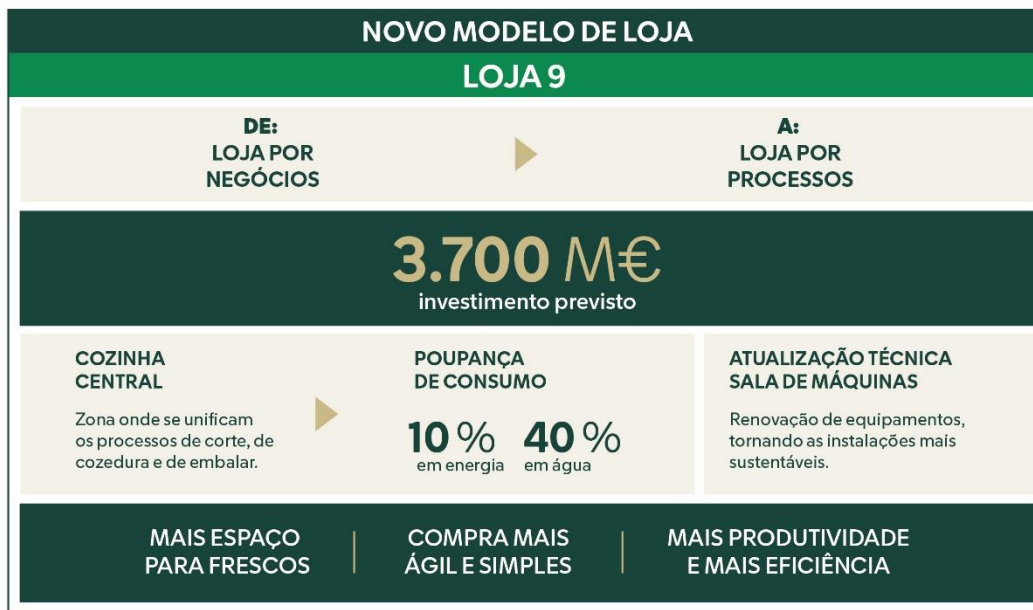 NOVO MODELO DE LOJA
LOJA 9
DE:
LOJA POR
NEGÓCIOS
A:
LOJA POR
PROCESSOS
3.700 M€
investimento previsto
COZINHA
CENTRAL
Zona onde se unificam
os processos de corte, de
cozedura e de embalar.
POUPANÇA
DE CONSUMO
10 % 40 %
em energia em água
ATUALIZAÇÃO TÉCNICA
SALA DE MÁQUINAS
Renovação de equipamentos,
tornando as instalações mais
sustentáveis.
MAIS ESPAÇO
PARA FRESCOS
COMPRA MAIS
ÁGIL E SIMPLES
MAIS PRODUTIVIDADE
E MAIS EFICIÊNCIA